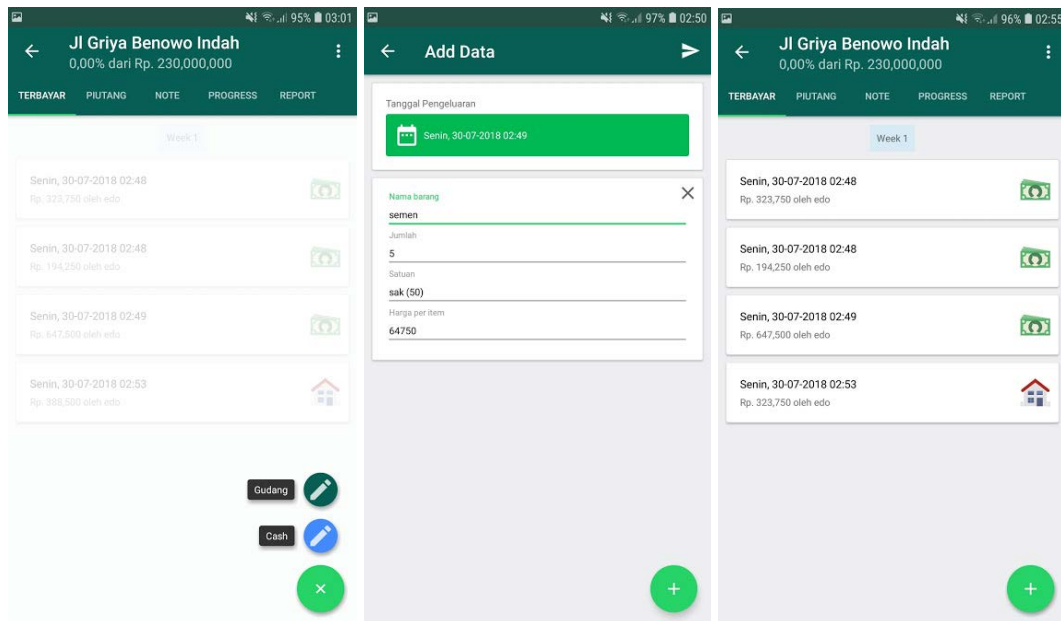 95% 03:01
Jl Griya Benowo Indah
0,00% dari Rp. 230,000,000
TERBAYAR PIUTANG NOTE PROGRESS REPORT
Week 1
Senin, 30-07-2018 02:48
Rp. 323,750 oleh edo
Senin, 30-07-2018 02:48
Rp. 194,250 oleh edo
Senin, 30-07-2018 02:49
Rp. 647,500 oleh edo
Senin, 30-07-2018 02:53
Rp. 388,500 oleh edo
Gudang
Cash
97% 02:50
Add Data
Tanggal Pengeluaran
Senin, 30-07-2018 02:49
Nama barang
semen
Jumlah
5
Satuan
sak (50)
Harga per item
64750
96% 02:55
Jl Griya Benowo Indah
0,00% dari Rp. 230,000,000
TERBAYAR PIUTANG NOTE PROGRESS REPORT
Week 1
Senin, 30-07-2018 02:48
Rp. 323,750 oleh edo
Senin, 30-07-2018 02:48
Rp. 194,250 oleh edo
Senin, 30-07-2018 02:49
Rp. 647,500 oleh edo
Senin, 30-07-2018 02:53
Rp. 323,750 oleh edo